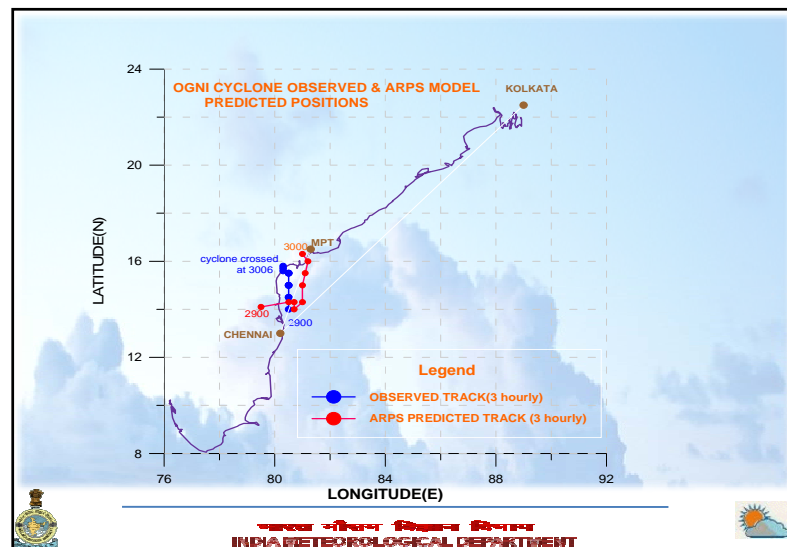 OGNI CYCLONE OBSERVED & ARPS MODEL
PREDICTED POSITIONS
KOLKATA
24
20
16
12
8
LATITUDE(N)
3000
MPT
cyclone crossed
at 3006
2900
2900
CHENNAI
Legend
OBSERVED TRACK(3 hourly)
ARPS PREDICTED TRACK (3 hourly)
76
80
84
88
92
LONGITUDE(E)
भारत मौसम विज्ञान विभाग
INDIA METEOROLOGICAL DEPARTMENT